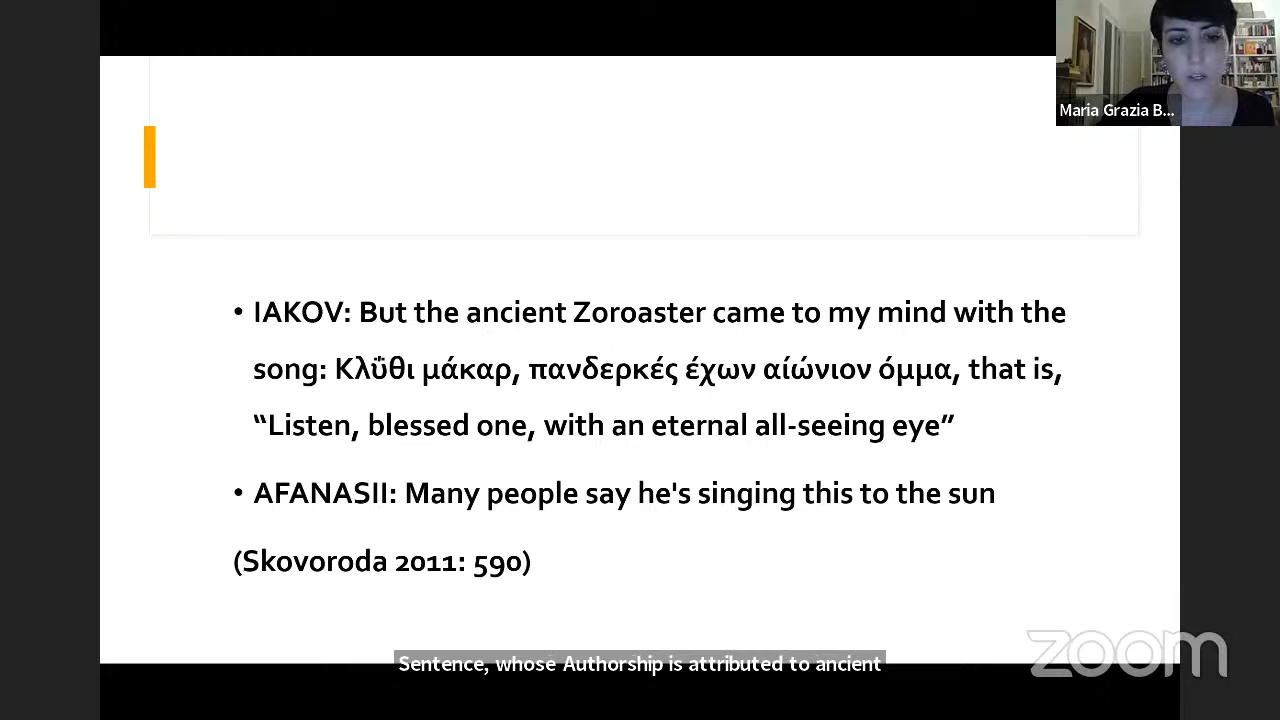 Maria Grazia B...
• IAKOV: But the ancient Zoroaster came to my mind with the
song: Κλΰθι μάκαρ, πανδερκές έχων αίώνιον όμμα, that is,
“Listen, blessed one, with an eternal all-seeing eye”
• AFANASII: Many people say he's singing this to the sun
(Skovoroda 2011: 590)
zoom
Sentence, whose Authorship is attributed to ancient